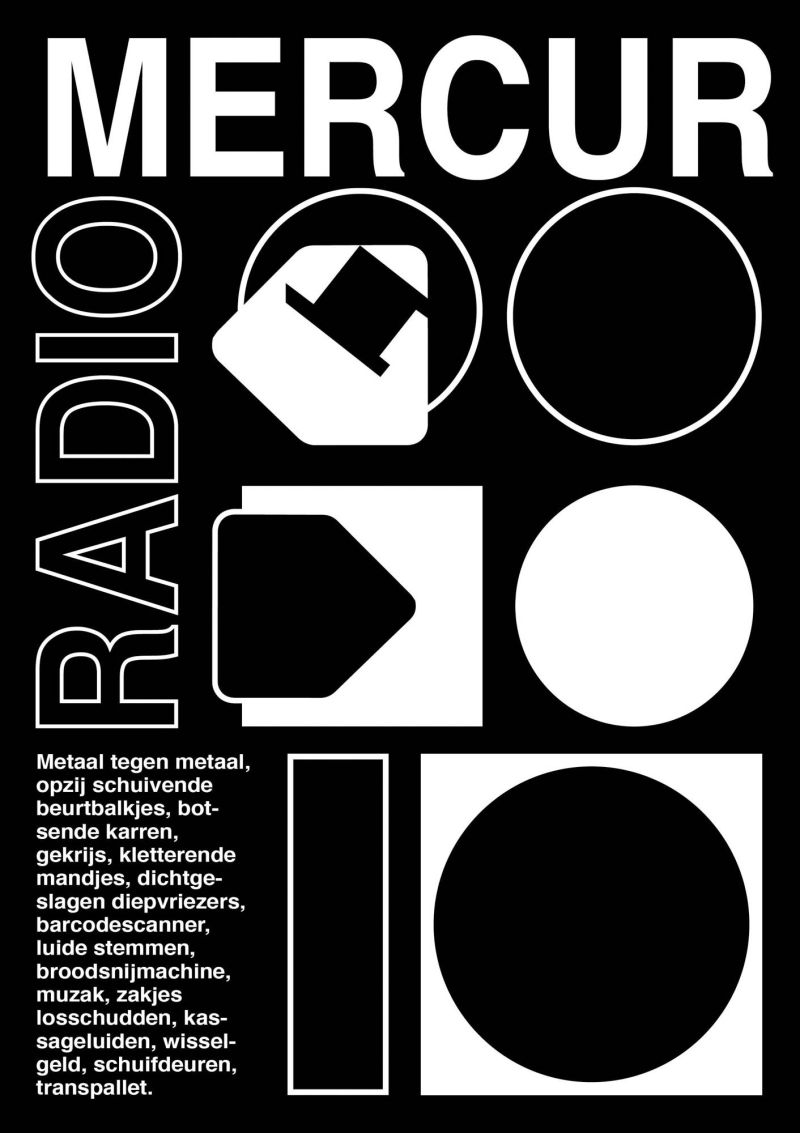 MERCUR
RADIO
Metaal tegen metaal,
opzij schuivende
beurtbalkjes, bot-
sende karren,
gekrijs, kletterende
mandjes, dichtge-
slagen diepvriezers,
barcodescanner,
luide stemmen,
broodsnijmachine,
muzak, zakjes
losschudden, kas-
sageluiden, wissel-
geld, schuifdeuren,
transpallet.